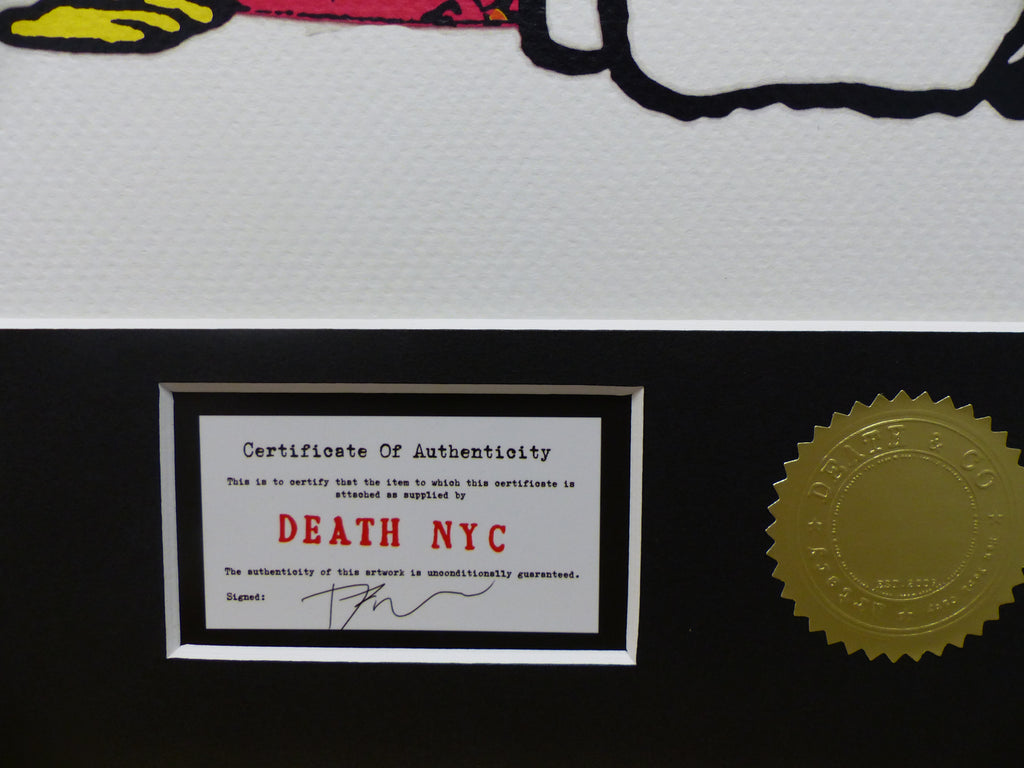 Certificate Of Authenticity
This is to certify that the item to which this certificate is
attached as supplied by
DEATH NYC
The authenticity of this artwork is unconditionally guaranteed.
Signed:
DEATH & CO
EST.